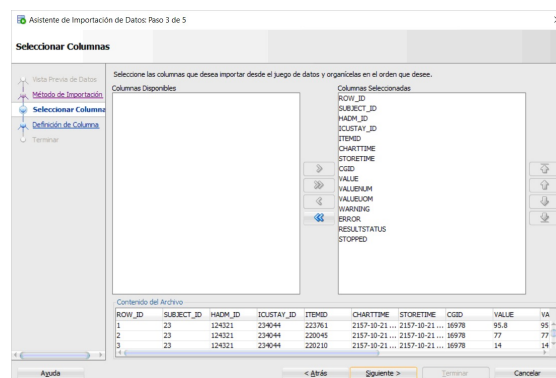 Asistente de Importación de Datos: Paso 3 de 5
Seleccionar Columnas
Vista Previa de Datos
Método de Importación
Seleccionar Columna
Definición de Columna
Terminar
Seleccione las columnas que desea importar desde el juego de datos y organícelas en el orden que desee.
Columnas Disponibles
Columnas Seleccionadas
ROW_ID
SUBJECT_ID
HADM_ID
ICUSTAY_ID
ITEMID
CHARTTIME
STORETIME
CGID
VALUE
VALUENUM
VALUEUOM
WARNING
ERROR
RESULTSTATUS
STOPPED
Contenido del Archivo
ROW_ID SUBJECT_ID HADM_ID ICUSTAY_ID ITEMID CHARTTIME STORETIME CGID VALUE VA
1 23 124321 234044 223761 2157-10-21 ... 2157-10-21 ... 16978 95.8 95
2 23 124321 234044 220045 2157-10-21 ... 2157-10-21 ... 16978 77 77
3 23 124321 234044 220210 2157-10-21 ... 2157-10-21 ... 16978 14 14
Ayuda
< Atrás
Siguiente >
Terminar
Cancelar